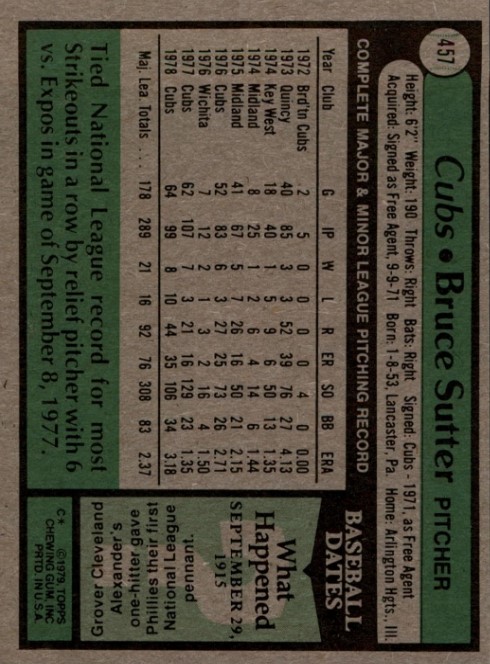 457
Cubs • Bruce Sutter PITCHER
Height: 6'2" Weight: 190 Throws: Right Bats: Right Signed: Cubs - 1971, as Free Agent
Acquired: Signed as Free Agent, 9-9-71 Born: 1-8-53, Lancaster, Pa. Home: Arlington Hgts., Ill.
COMPLETE MAJOR & MINOR LEAGUE PITCHING RECORD
Year Club G IP W L R ER SO BB ERA
1972 Brd'tn Cubs 2 5 0 0 0 0 4 0 0.00
1973 Quincy 40 85 3 3 52 39 76 27 4.13
1974 Key West 18 40 1 5 9 6 50 13 1.35
1974 Midland 8 25 1 2 6 4 14 6 1.44
1975 Midland 41 67 5 7 26 16 50 21 2.15
1976 Cubs 52 83 6 3 27 25 73 26 2.71
1976 Wichita 7 12 2 1 3 2 16 4 1.50
1977 Cubs 62 107 7 3 21 16 129 23 1.35
1978 Cubs 64 99 8 10 44 35 106 34 3.18
Maj. Lea. Totals . . . 178 289 21 16 92 76 308 83 2.37
Tied National League record for most
Strikeouts in a row by relief pitcher with 6
vs. Expos in game of September 8, 1977.
BASEBALL
DATES
What
Happened
SEPTEMBER 29,
1915
Grover Cleveland
Alexander's
one-hitter gave
Phillies their first
National League
pennant.
C* ©1979, TOPPS
CHEWING GUM, INC
PRTD. IN U.S.A.